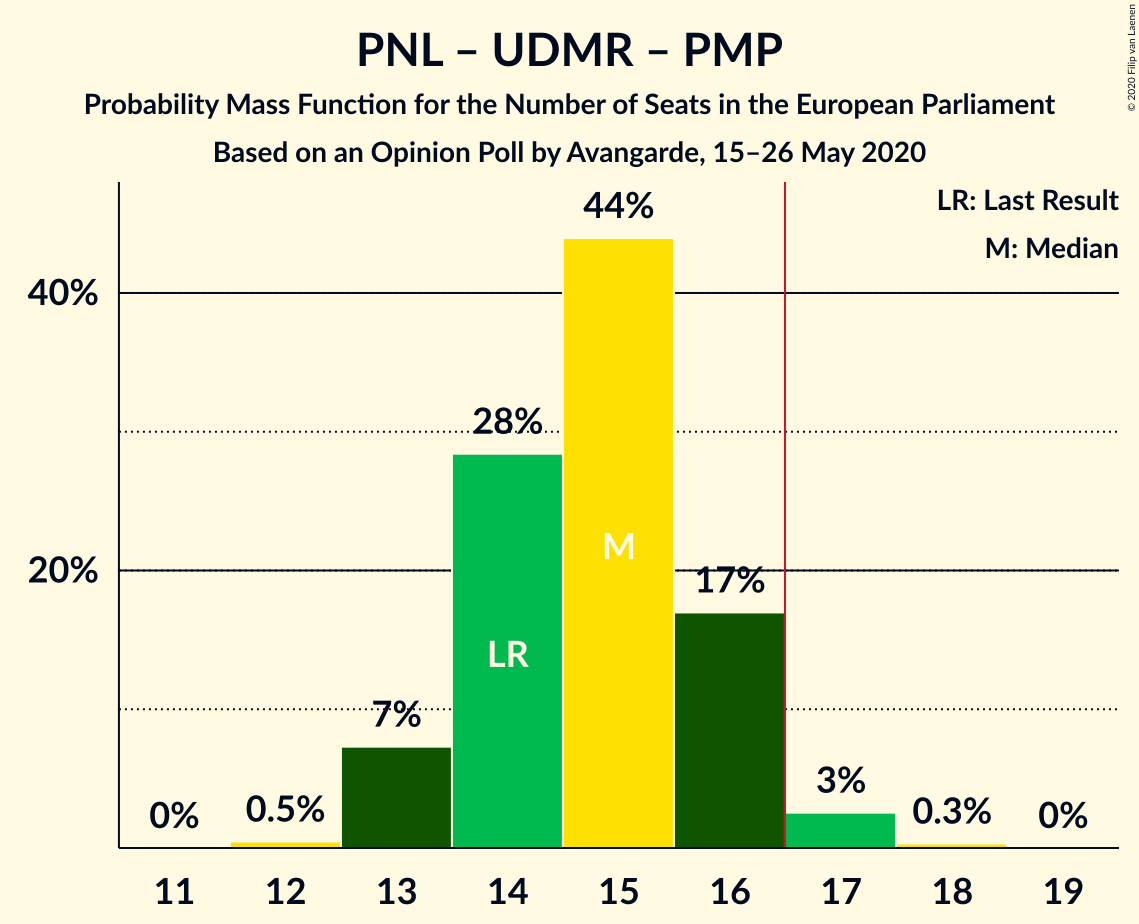 PNL – UDMR – PMP
Probability Mass Function for the Number of Seats in the European Parliament
Based on an Opinion Poll by Avangarde, 15–26 May 2020
© 2020 Filip van Laenen
LR: Last Result
M: Median
40%
20%
0%
0.5%
7%
28%
44%
17%
3%
0.3%
0%
LR
M
11 12 13 14 15 16 17 18 19